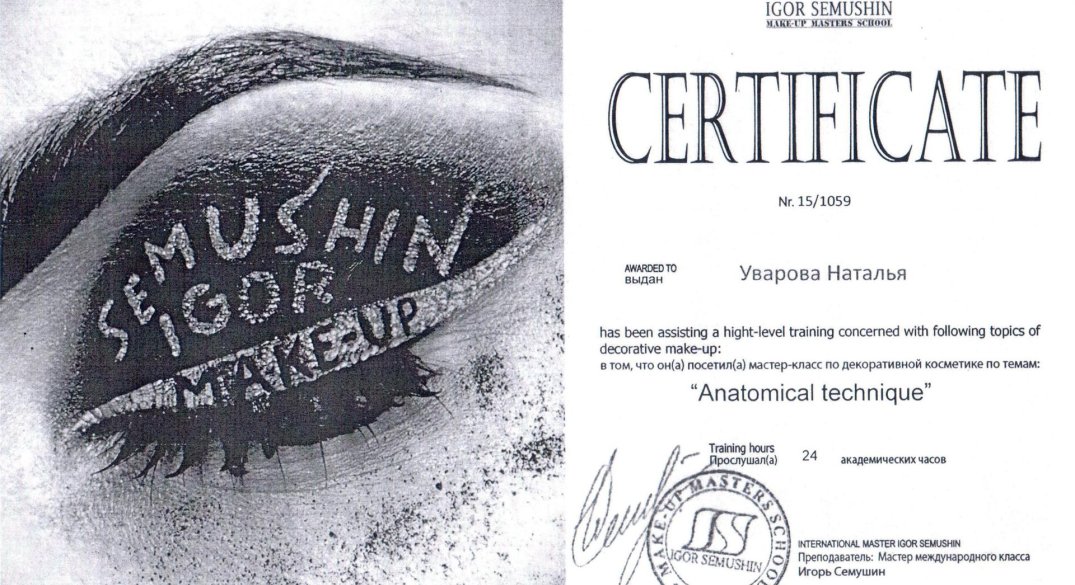 SEMUSHIN
IGOR
MAKE-UP
IGOR SEMUSHIN
MAKE-UP MASTERS SCHOOL
CERTIFICATE
Nr. 15/1059
AWARDED TO
выдан
Уварова Наталья
has been assisting a hight-level training concerned with following topics of
decorative make-up:
в том, что он(а) посетил(а) мастер-класс по декоративной косметике по темам:
“Anatomical technique”
Training hours
Прослушал(а) 24 академических часов
MAKE-UP MASTERS SCHOOL
IGOR SEMUSHIN
INTERNATIONAL MASTER IGOR SEMUSHIN
Преподаватель: Мастер международного класса
Игорь Семушин